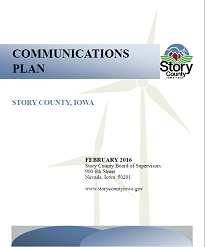 COMMUNICATIONS
PLAN
Story
County
STORY COUNTY, IOWA
FEBRUARY 2016
Story County Board of Supervisors
900 6th Street
Nevada, Iowa 50201
www.storycountyiowa.gov